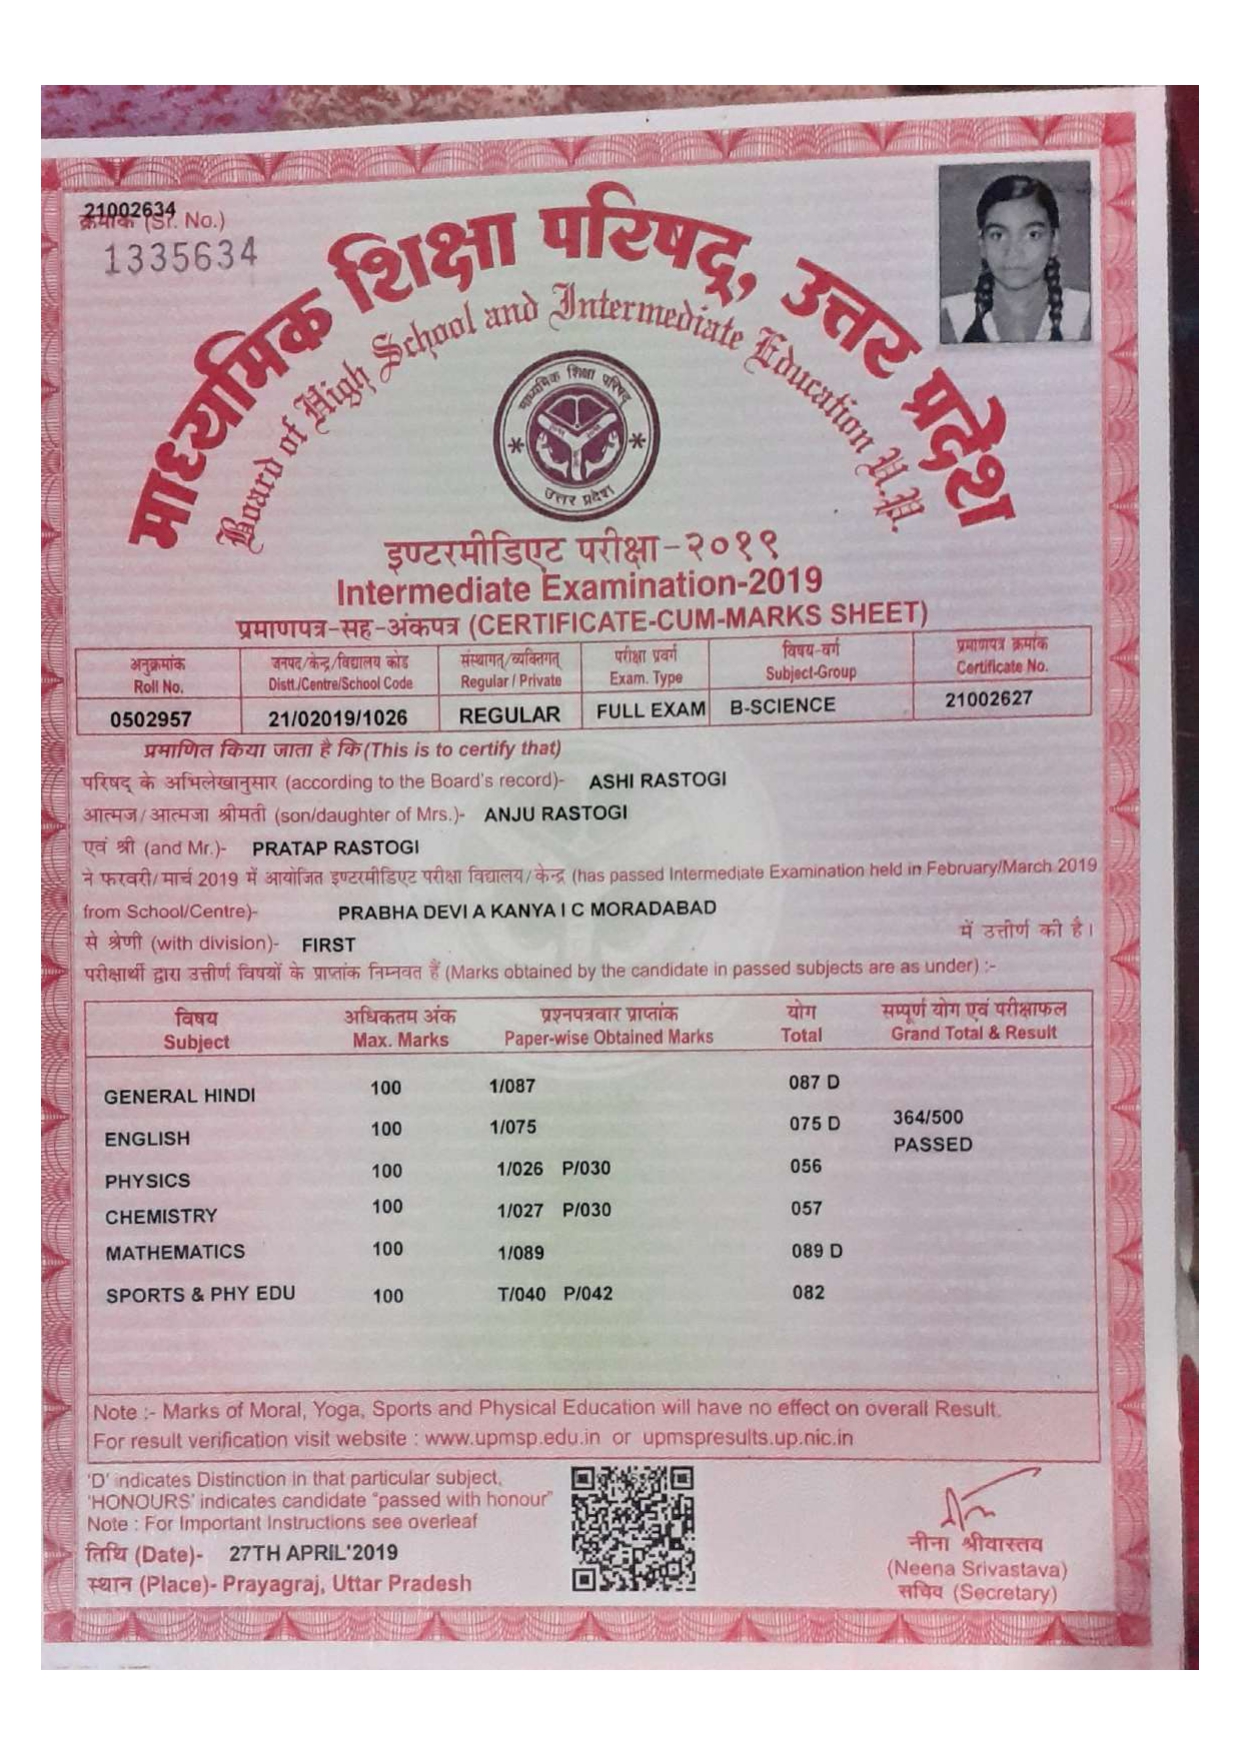 21002634
क्रमांक (Sr. No.)
1335634
माध्यमिक शिक्षा परिषद्, उत्तर प्रदेश
Board of High School and Intermediate Education U.P.
माध्यमिक शिक्षा परिषद्
उत्तर प्रदेश
इण्टरमीडिएट परीक्षा-२०१९
Intermediate Examination-2019
प्रमाणपत्र-सह-अंकपत्र (CERTIFICATE-CUM-MARKS SHEET)
अनुक्रमांक जनपद/केन्द्र/विद्यालय कोड संस्थागत/व्यक्तिगत परीक्षा प्रवर्ग विषय-वर्ग प्रमाणपत्र क्रमांक
Roll No. Distt./Centre/School Code Regular / Private Exam. Type Subject-Group Certificate No.
0502957 21/02019/1026 REGULAR FULL EXAM B-SCIENCE 21002627
प्रमाणित किया जाता है कि (This is to certify that)
परिषद् के अभिलेखानुसार (according to the Board's record)- ASHI RASTOGI
आत्मज/आत्मजा श्रीमती (son/daughter of Mrs.)- ANJU RASTOGI
एवं श्री (and Mr.)- PRATAP RASTOGI
ने फरवरी/मार्च 2019 में आयोजित इण्टरमीडिएट परीक्षा विद्यालय/केन्द्र (has passed Intermediate Examination held in February/March 2019
from School/Centre)- PRABHA DEVI A KANYA I C MORADABAD
से श्रेणी (with division)- FIRST में उत्तीर्ण की है।
परीक्षार्थी द्वारा उत्तीर्ण विषयों के प्राप्तांक निम्नवत हैं (Marks obtained by the candidate in passed subjects are as under) :-
विषय अधिकतम अंक प्रश्नपत्रवार प्राप्तांक योग सम्पूर्ण योग एवं परीक्षाफल
Subject Max. Marks Paper-wise Obtained Marks Total Grand Total & Result
GENERAL HINDI 100 1/087 087 D
ENGLISH 100 1/075 075 D 364/500
PASSED
PHYSICS 100 1/026 P/030 056
CHEMISTRY 100 1/027 P/030 057
MATHEMATICS 100 1/089 089 D
SPORTS & PHY EDU 100 T/040 P/042 082
Note :- Marks of Moral, Yoga, Sports and Physical Education will have no effect on overall Result.
For result verification visit website : www.upmsp.edu.in or upmspresults.up.nic.in
'D' indicates Distinction in that particular subject,
'HONOURS' indicates candidate "passed with honour"
Note : For Important Instructions see overleaf
तिथि (Date)- 27TH APRIL'2019
स्थान (Place)- Prayagraj, Uttar Pradesh
नीना श्रीवास्तव
(Neena Srivastava)
सचिव (Secretary)